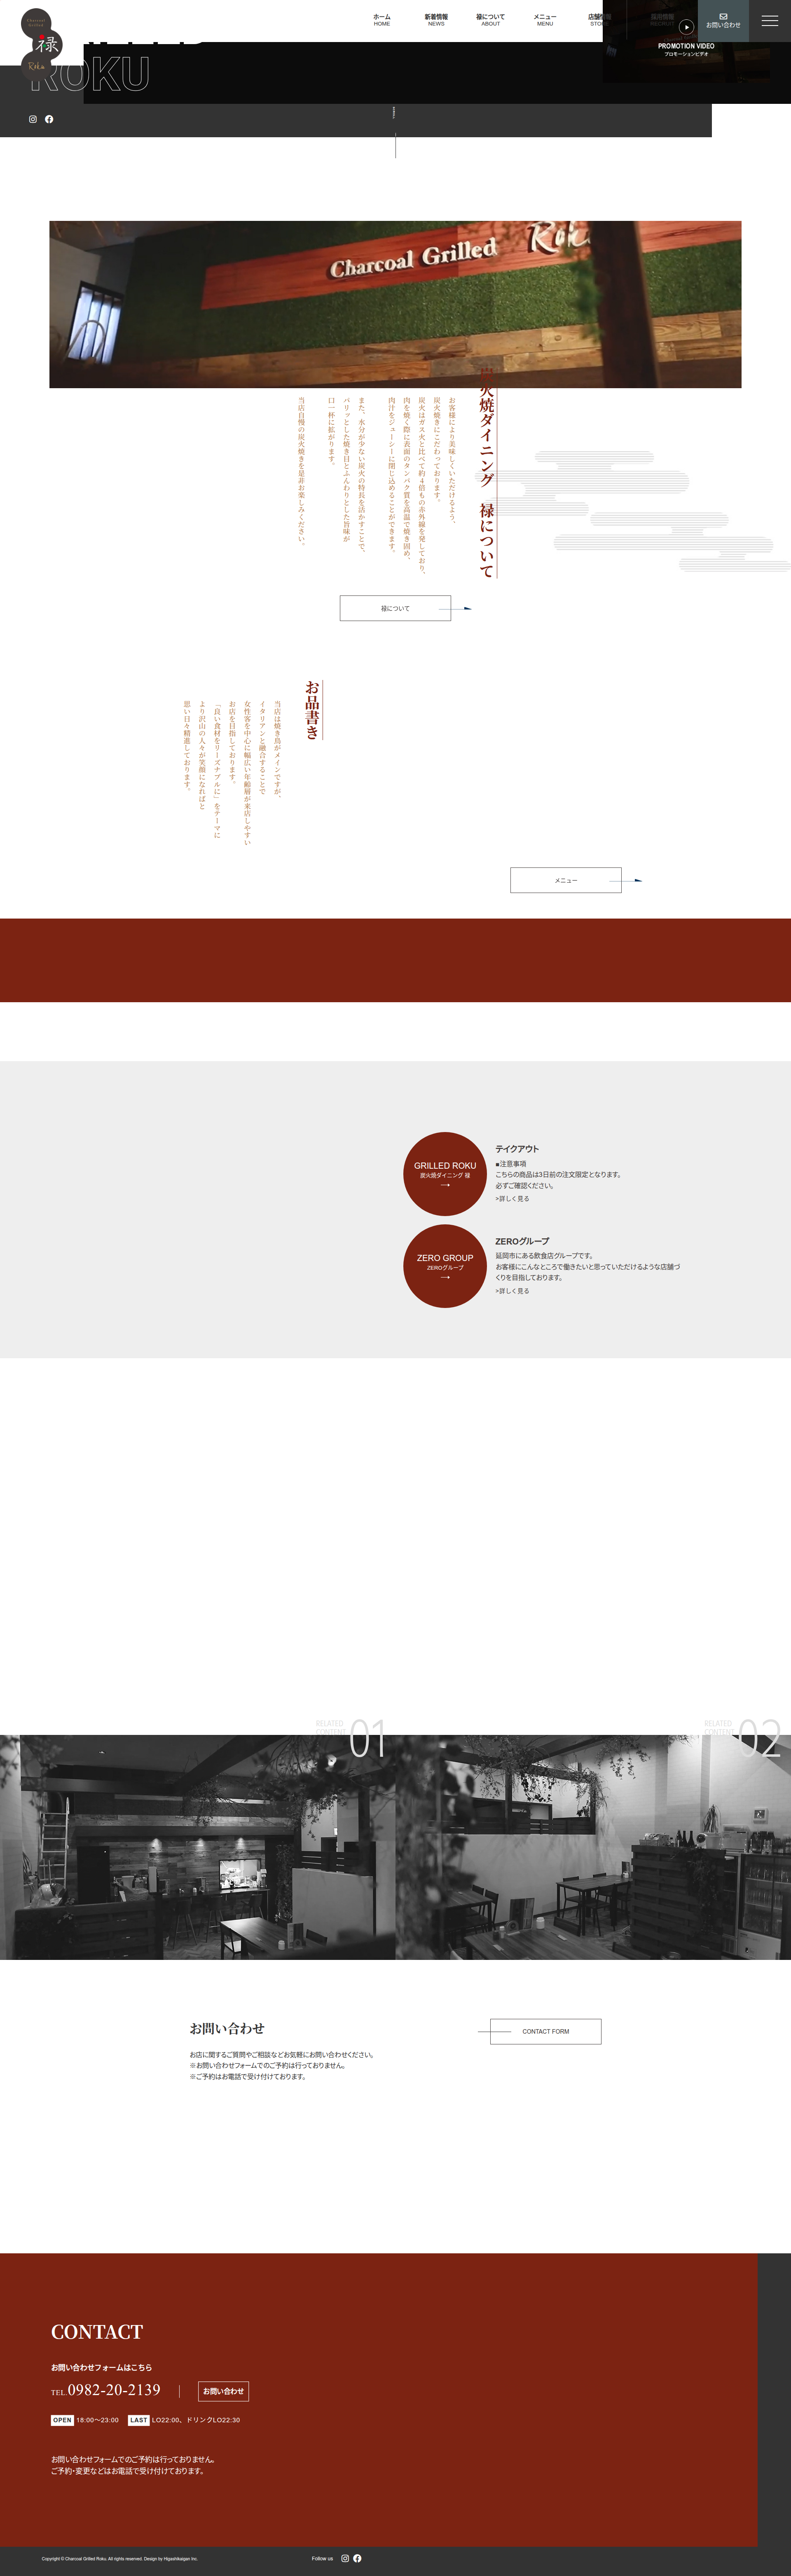 Charcoal
Grilled
禄
Roku
ホーム
HOME
新着情報
NEWS
禄について
ABOUT
メニュー
MENU
店舗情報
STORE
採用情報
RECRUIT
お問い合わせ
PROMOTION VIDEO
プロモーションビデオ
ROKU
Charcoal Grilled Roku
炭火焼ダイニング 禄について
お客様により美味しくいただけるよう、
炭火焼きにこだわっております。
炭火はガス火と比べて約４倍もの赤外線を発しており、
肉を焼く際に表面のタンパク質を高温で焼き固め、
肉汁をジューシーに閉じ込めることができます。
また、水分が少ない炭火の特長を活かすことで、
パリッとした焼き目とふんわりとした旨味が
口一杯に拡がります。
当店自慢の炭火焼きを是非お楽しみください。
禄について
お品書き
当店は焼き鳥がメインですが、
イタリアンと融合することで
女性客を中心に幅広い年齢層が来店しやすい
お店を目指しております。
「良い食材をリーズナブルに」をテーマに
より沢山の人々が笑顔になればと
思い日々精進しております。
メニュー
GRILLED ROKU
炭火焼ダイニング 禄
テイクアウト
■注意事項
こちらの商品は3日前の注文限定となります。
必ずご確認ください。
>詳しく見る
ZERO GROUP
ZEROグループ
ZEROグループ
延岡市にある飲食店グループです。
お客様にこんなところで働きたいと思っていただけるような店舗づ
くりを目指しております。
>詳しく見る
RELATED
CONTENT
01
RELATED
CONTENT
02
お問い合わせ
お店に関するご質問やご相談などお気軽にお問い合わせください。
※お問い合わせフォームでのご予約は行っておりません。
※ご予約はお電話で受け付けております。
CONTACT FORM
CONTACT
お問い合わせフォームはこちら
TEL.0982-20-2139
お問い合わせ
OPEN 18:00〜23:00 LAST LO22:00、ドリンクLO22:30
お問い合わせフォームでのご予約は行っておりません。
ご予約・変更などはお電話で受け付けております。
Copyright © Charcoal Grilled Roku. All rights reserved. Design by Higashikaigan Inc.
Follow us